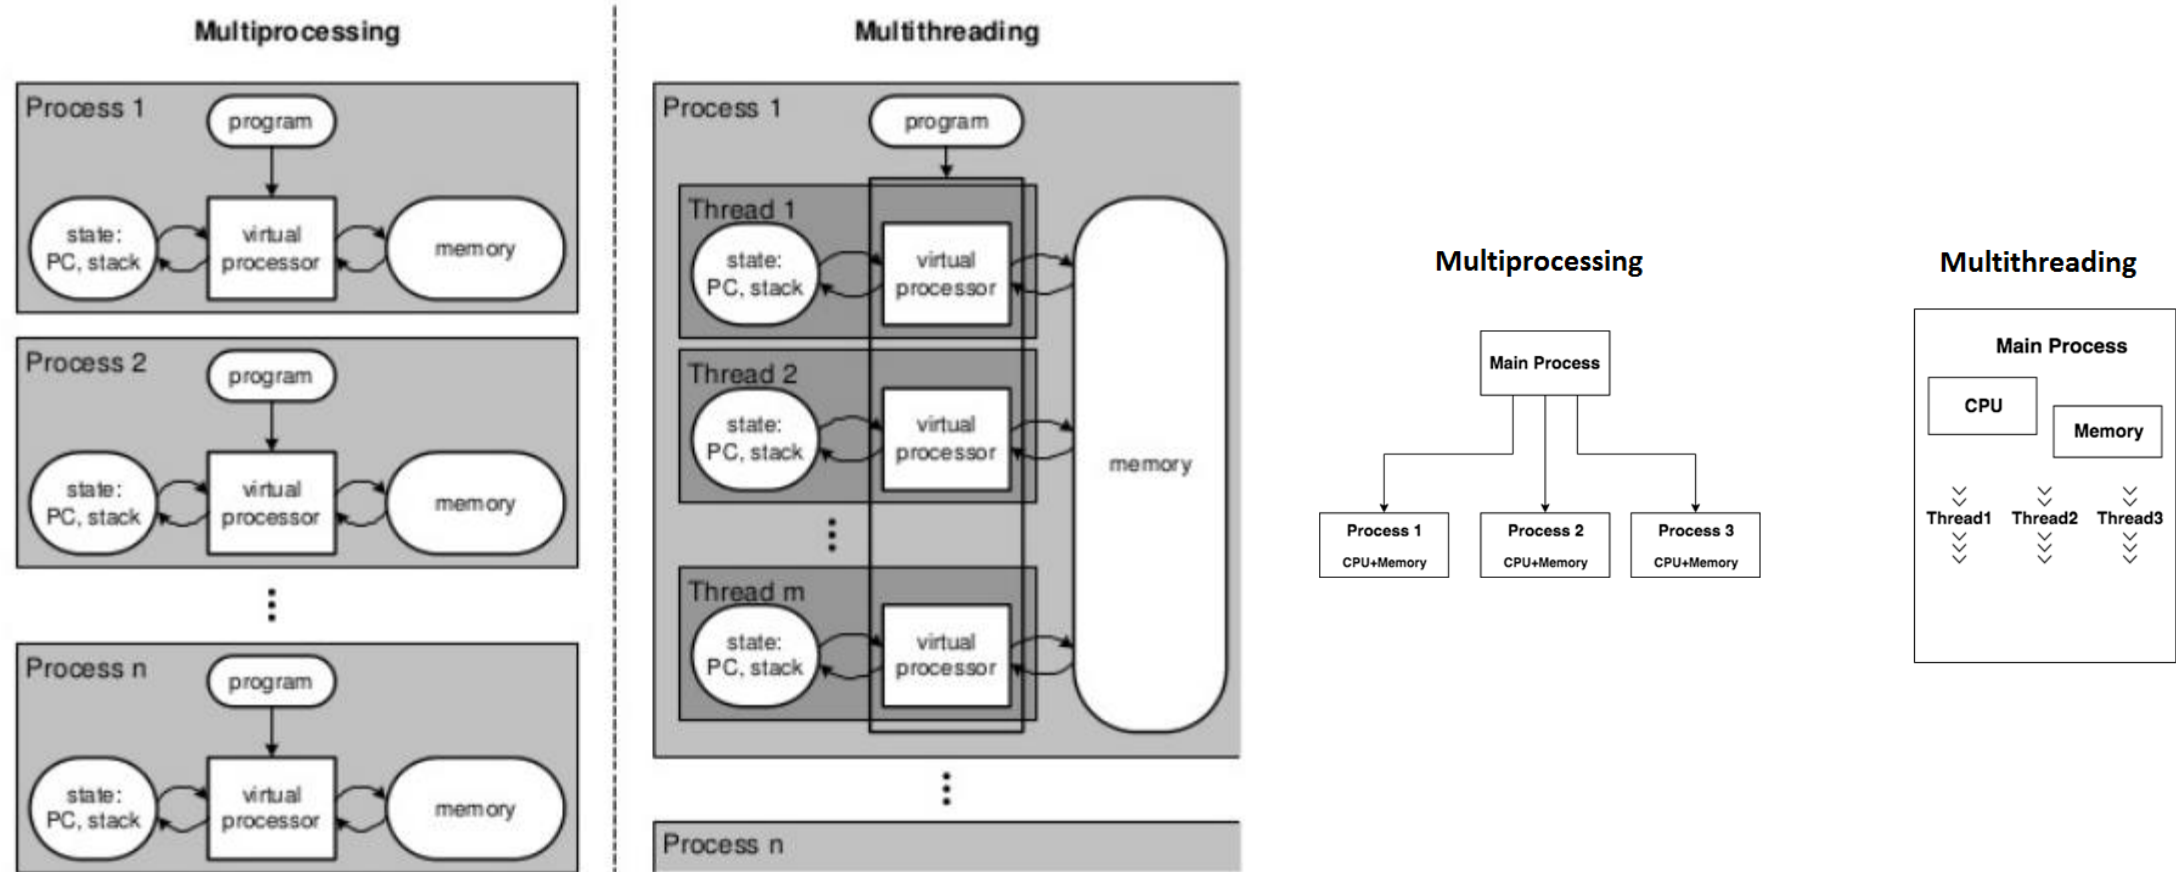 Multiprocessing
Process 1
program
state:
PC, stack
virtual
processor
memory
Process 2
program
state:
PC, stack
virtual
processor
memory
Process n
program
state:
PC, stack
virtual
processor
memory
Multithreading
Process 1
program
Thread 1
state:
PC, stack
virtual
processor
Thread 2
state:
PC, stack
virtual
processor
Thread m
state:
PC, stack
virtual
processor
memory
Process n
Multiprocessing
Main Process
Process 1
CPU+Memory
Process 2
CPU+Memory
Process 3
CPU+Memory
Multithreading
Main Process
CPU
Memory
Thread1
Thread2
Thread3